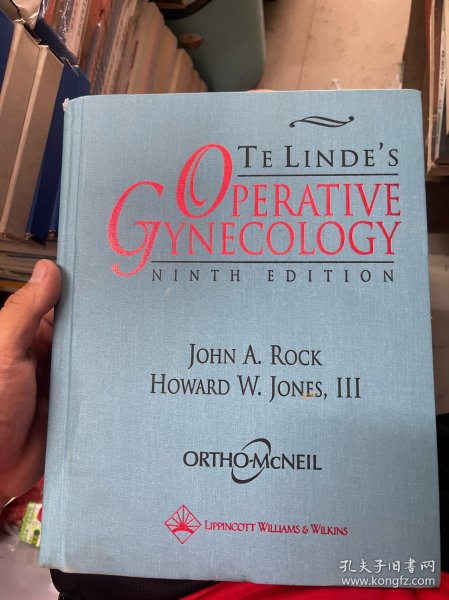 TE LINDE'S
OPERATIVE
GYNECOLOGY
NINTH EDITION
JOHN A. ROCK
HOWARD W. JONES, III
ORTHO-MCNEIL
LIPPINCOTT WILLIAMS & WILKINS
孔夫子旧书网
www.kongfz.com